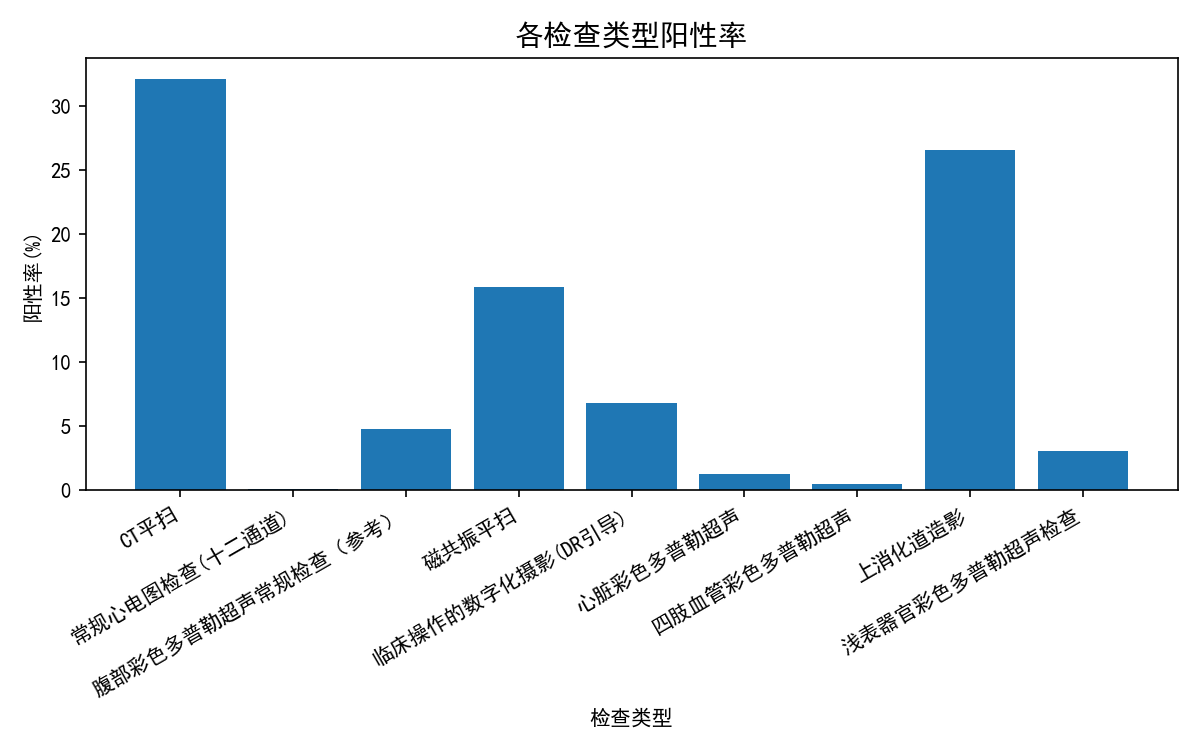 各检查类型阳性率
阳性率(%)
30
25
20
15
10
5
0
CT平扫
常规心电图检查(十二通道)
腹部彩色多普勒超声常规检查（参考）
磁共振平扫
临床操作的数字化摄影(DR引导)
心脏彩色多普勒超声
四肢血管彩色多普勒超声
上消化道造影
浅表器官彩色多普勒超声检查
检查类型